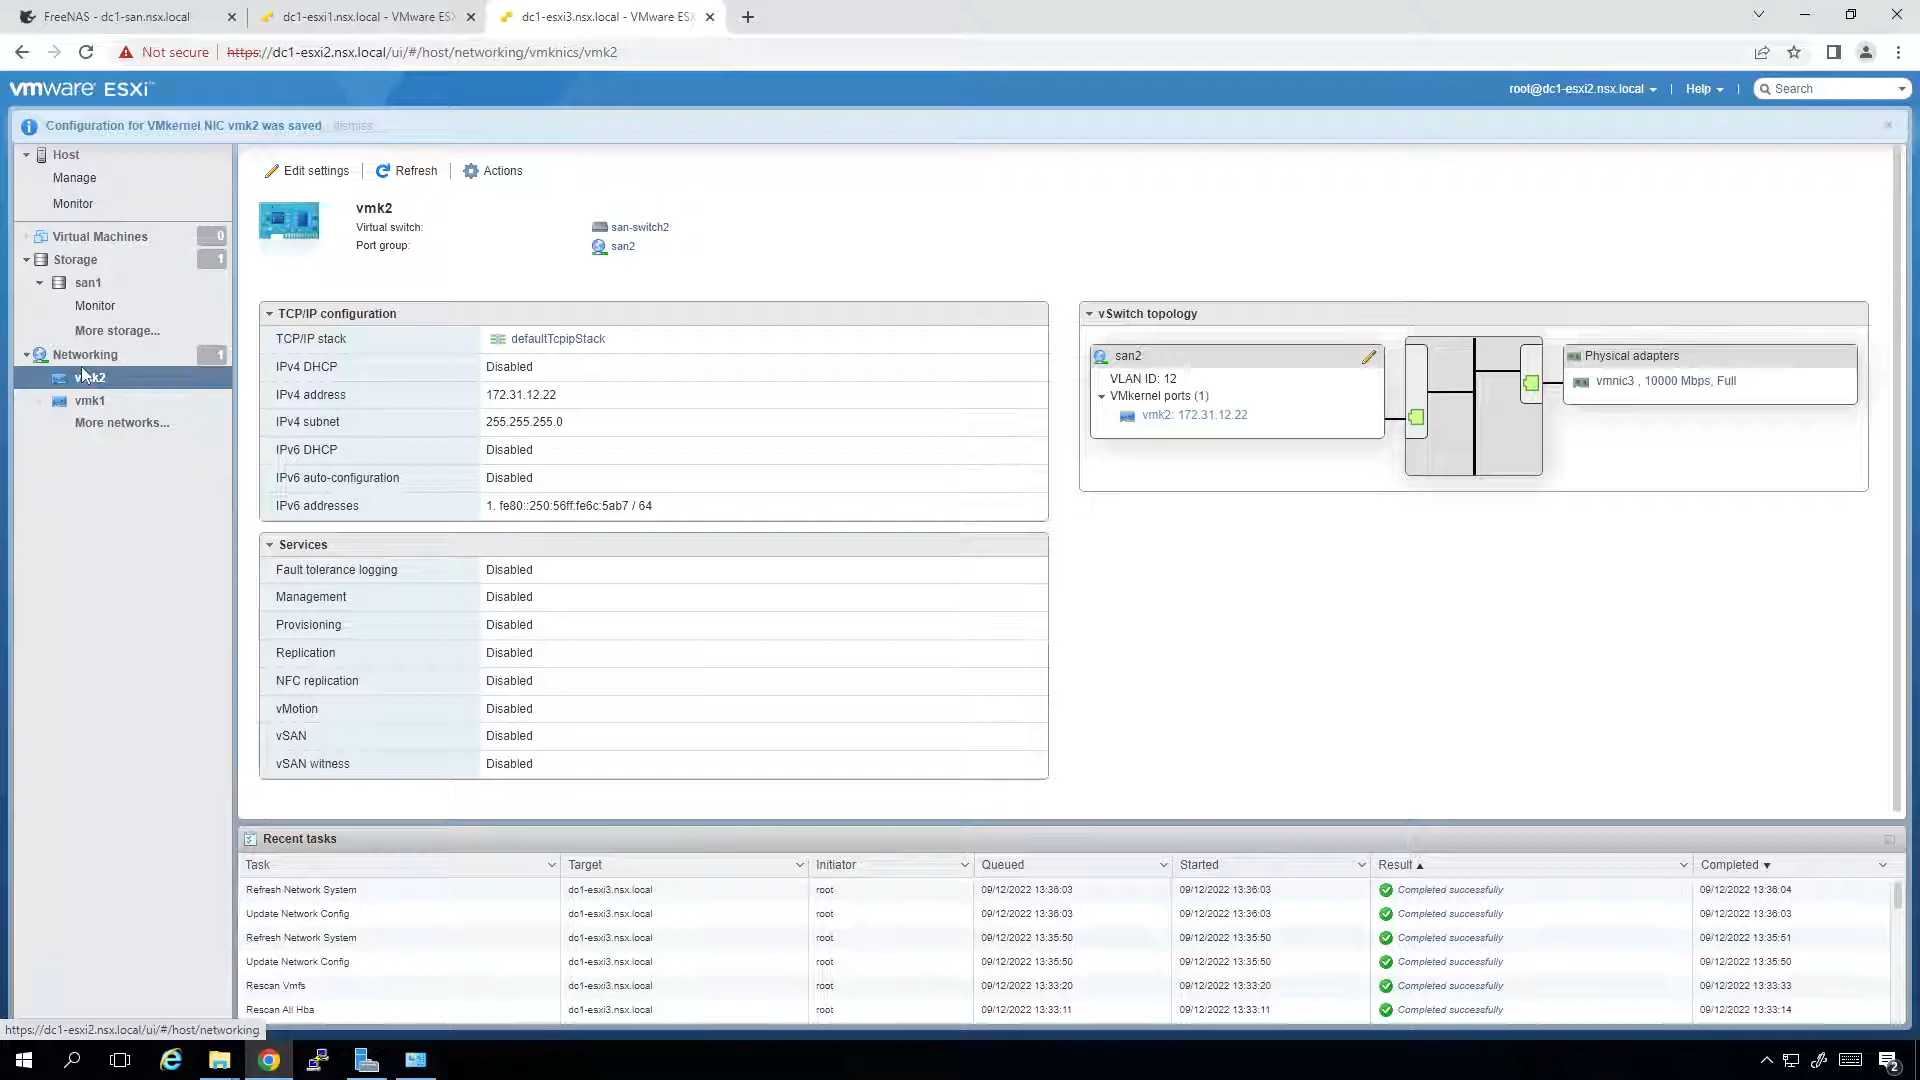 FreeNAS - dc1-san.nsx.local
dc1-esxi1.nsx.local - VMware ES
dc1-esxi3.nsx.local - VMware ES
Not secure
https://dc1-esxi2.nsx.local/ui/#/host/networking/vmknics/vmk2
vmware ESXi
root@dc1-esxi2.nsx.local
Help
Search
Configuration for VMkernel NIC vmk2 was saved dismiss
Host
Manage
Monitor
Virtual Machines 0
Storage 1
san1
Monitor
More storage...
Networking 1
vmk2
vmk1
More networks...
Edit settings
Refresh
Actions
vmk2
Virtual switch: san-switch2
Port group: san2
TCP/IP configuration
TCP/IP stack defaultTcpipStack
IPv4 DHCP Disabled
IPv4 address 172.31.12.22
IPv4 subnet 255.255.255.0
IPv6 DHCP Disabled
IPv6 auto-configuration Disabled
IPv6 addresses 1. fe80::250:56ff:fe6c:5ab7 / 64
Services
Fault tolerance logging Disabled
Management Disabled
Provisioning Disabled
Replication Disabled
NFC replication Disabled
vMotion Disabled
vSAN Disabled
vSAN witness Disabled
vSwitch topology
san2
VLAN ID: 12
VMkernel ports (1)
vmk2: 172.31.12.22
Physical adapters
vmnic3 , 10000 Mbps, Full
Recent tasks
Task Target Initiator Queued Started Result Completed
Refresh Network System dc1-esxi3.nsx.local root 09/12/2022 13:36:03 09/12/2022 13:36:03 Completed successfully 09/12/2022 13:36:04
Update Network Config dc1-esxi3.nsx.local root 09/12/2022 13:36:03 09/12/2022 13:36:03 Completed successfully 09/12/2022 13:36:03
Refresh Network System dc1-esxi3.nsx.local root 09/12/2022 13:35:50 09/12/2022 13:35:50 Completed successfully 09/12/2022 13:35:51
Update Network Config dc1-esxi3.nsx.local root 09/12/2022 13:35:50 09/12/2022 13:35:50 Completed successfully 09/12/2022 13:35:50
Rescan Vmfs dc1-esxi3.nsx.local root 09/12/2022 13:33:20 09/12/2022 13:33:20 Completed successfully 09/12/2022 13:33:33
Rescan All Hba dc1-esxi3.nsx.local root 09/12/2022 13:33:11 09/12/2022 13:33:11 Completed successfully 09/12/2022 13:33:14
https://dc1-esxi2.nsx.local/ui/#/host/networking
2